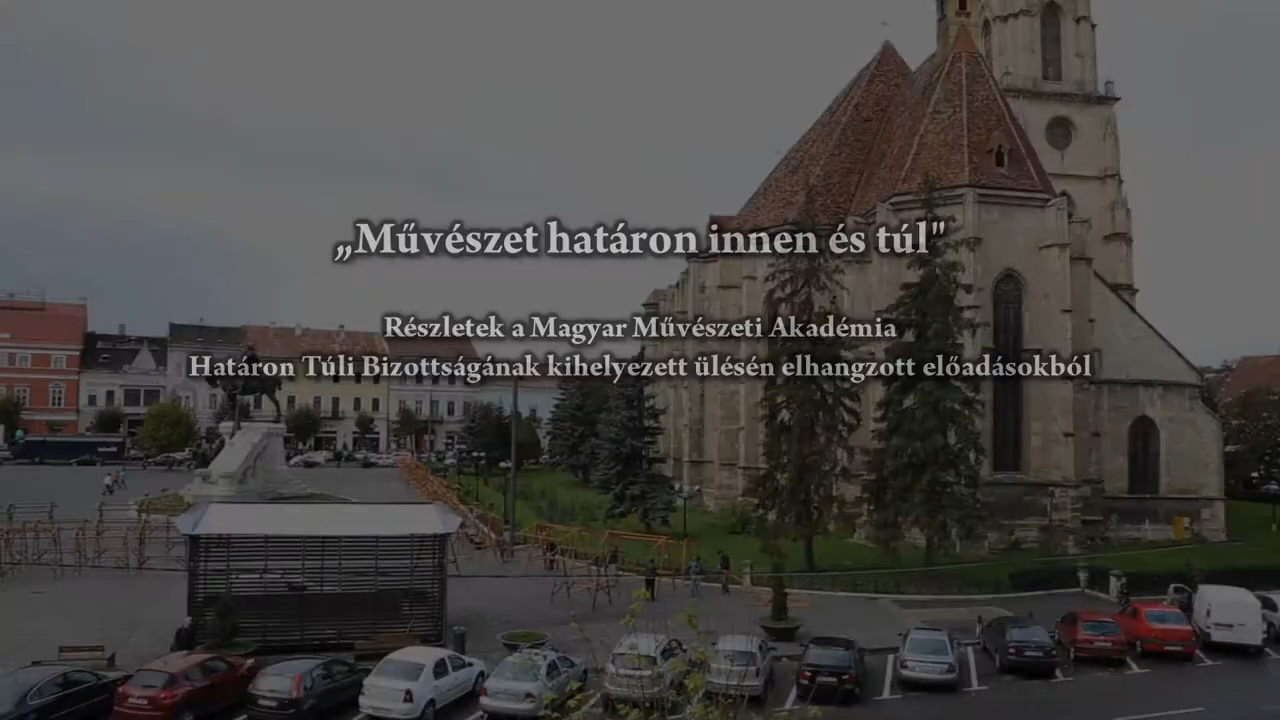 „Művészet határon innen és túl"
Részletek a Magyar Művészeti Akadémia
Határon Túli Bizottságának kihelyezett ülésén elhangzott előadásokból